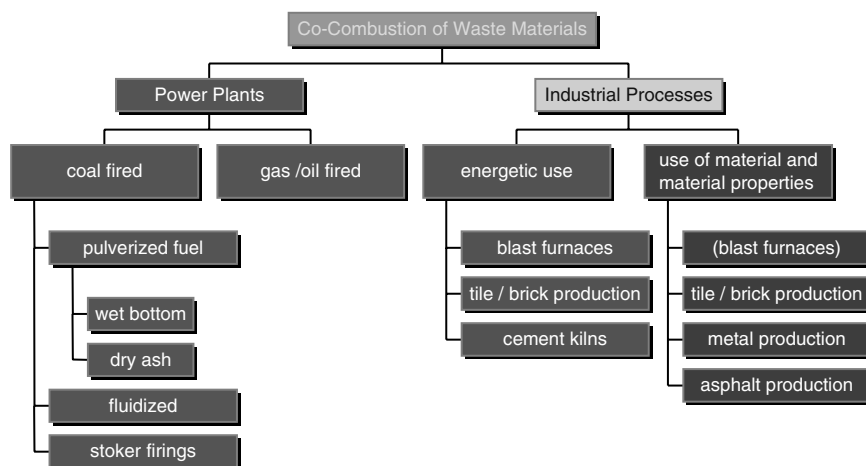 Co-Combustion of Waste Materials
Power Plants
Industrial Processes
coal fired
gas /oil fired
energetic use
use of material and
material properties
pulverized fuel
wet bottom
dry ash
fluidized
stoker firings
blast furnaces
tile / brick production
cement kilns
(blast furnaces)
tile / brick production
metal production
asphalt production